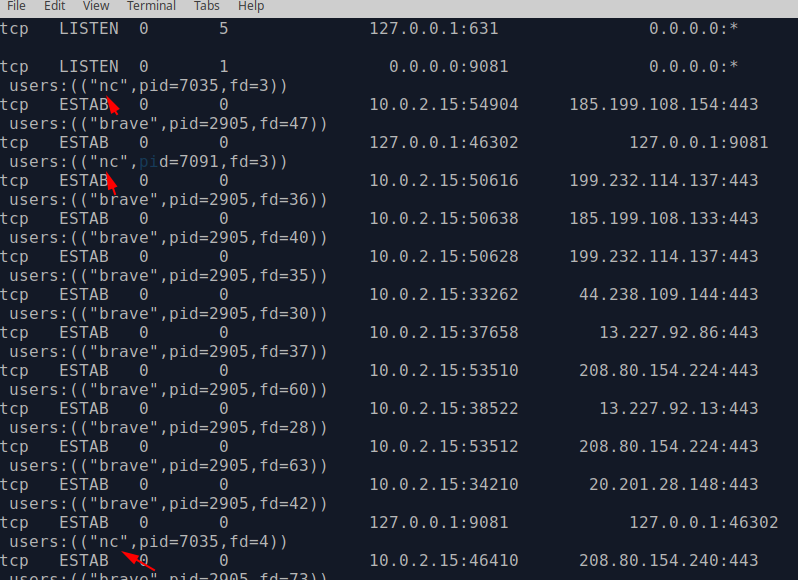 File Edit View Terminal Tabs Help
tcp LISTEN 0 5 127.0.0.1:631 0.0.0.0:*
tcp LISTEN 0 1 0.0.0.0:9081 0.0.0.0:*
users:(("nc",pid=7035,fd=3))
tcp ESTAB 0 0 10.0.2.15:54904 185.199.108.154:443
users:(("brave",pid=2905,fd=47))
tcp ESTAB 0 0 127.0.0.1:46302 127.0.0.1:9081
users:(("nc",pid=7091,fd=3))
tcp ESTAB 0 0 10.0.2.15:50616 199.232.114.137:443
users:(("brave",pid=2905,fd=36))
tcp ESTAB 0 0 10.0.2.15:50638 185.199.108.133:443
users:(("brave",pid=2905,fd=40))
tcp ESTAB 0 0 10.0.2.15:50628 199.232.114.137:443
users:(("brave",pid=2905,fd=35))
tcp ESTAB 0 0 10.0.2.15:33262 44.238.109.144:443
users:(("brave",pid=2905,fd=30))
tcp ESTAB 0 0 10.0.2.15:37658 13.227.92.86:443
users:(("brave",pid=2905,fd=37))
tcp ESTAB 0 0 10.0.2.15:53510 208.80.154.224:443
users:(("brave",pid=2905,fd=60))
tcp ESTAB 0 0 10.0.2.15:38522 13.227.92.13:443
users:(("brave",pid=2905,fd=28))
tcp ESTAB 0 0 10.0.2.15:53512 208.80.154.224:443
users:(("brave",pid=2905,fd=63))
tcp ESTAB 0 0 10.0.2.15:34210 20.201.28.148:443
users:(("brave",pid=2905,fd=42))
tcp ESTAB 0 0 127.0.0.1:9081 127.0.0.1:46302
users:(("nc",pid=7035,fd=4))
tcp ESTAB 0 0 10.0.2.15:46410 208.80.154.240:443
users:(("brave",pid=2905,fd=73))